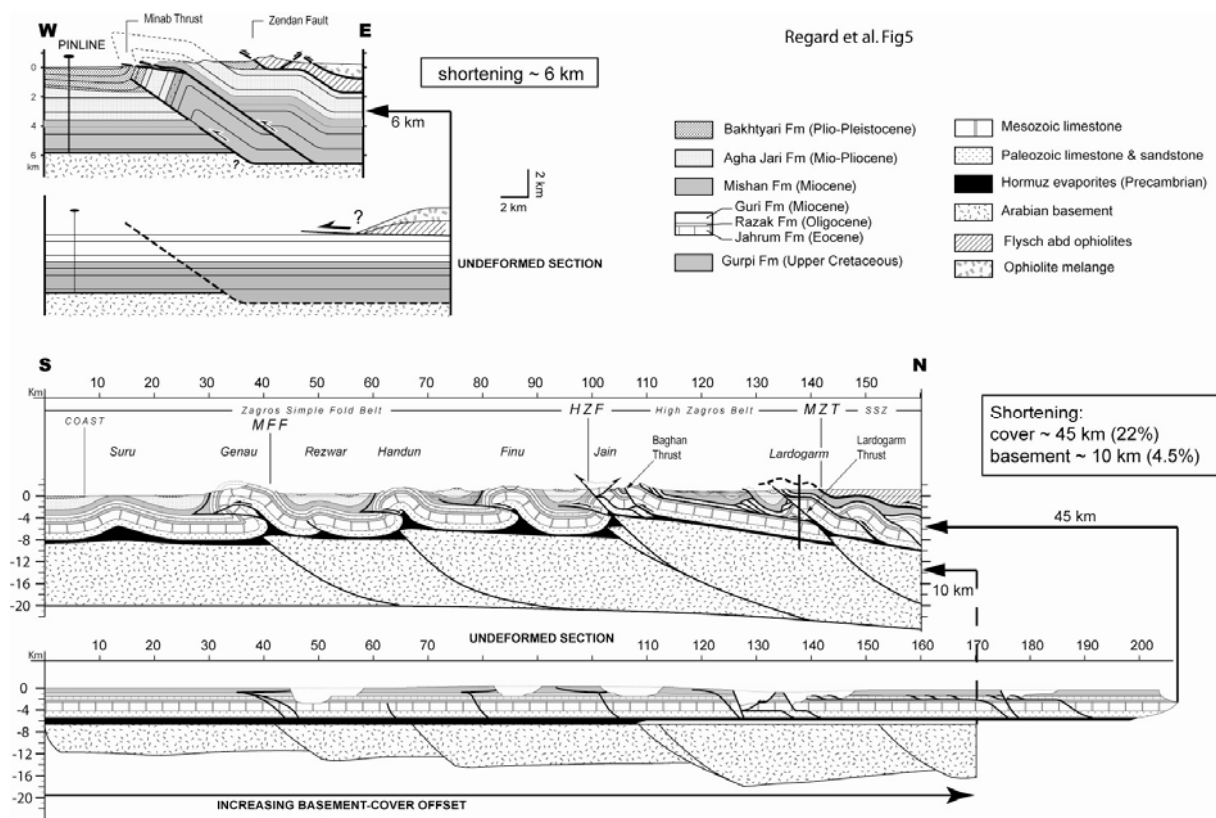 Regard et al. Fig5
W
Minab Thrust
Zendan Fault
E
PINLINE
0
2
4
6
km
?
shortening ~ 6 km
6 km
2 km
2 km
?
UNDEFORMED SECTION
Bakhtyari Fm (Plio-Pleistocene)
Agha Jari Fm (Mio-Pliocene)
Mishan Fm (Miocene)
Guri Fm (Miocene)
Razak Fm (Oligocene)
Jahrum Fm (Eocene)
Gurpi Fm (Upper Cretaceous)
Mesozoic limestone
Paleozoic limestone & sandstone
Hormuz evaporites (Precambrian)
Arabian basement
Flysch abd ophiolites
Ophiolite melange
S
N
Km
10 20 30 40 50 60 70 80 90 100 110 120 130 140 150
Zagros Simple Fold Belt
HZF
High Zagros Belt
MZT
SSZ
COAST
MFF
Baghan
Thrust
Lardogarm
Thrust
Suru
Genau
Rezwar
Handun
Finu
Jain
Lardogarm
0
-4
-8
-12
-16
-20
Shortening:
cover ~ 45 km (22%)
basement ~ 10 km (4.5%)
45 km
10 km
UNDEFORMED SECTION
Km
10 20 30 40 50 60 70 80 90 100 110 120 130 140 150 160 170 180 190 200
0
-4
-8
-12
-16
-20
INCREASING BASEMENT-COVER OFFSET